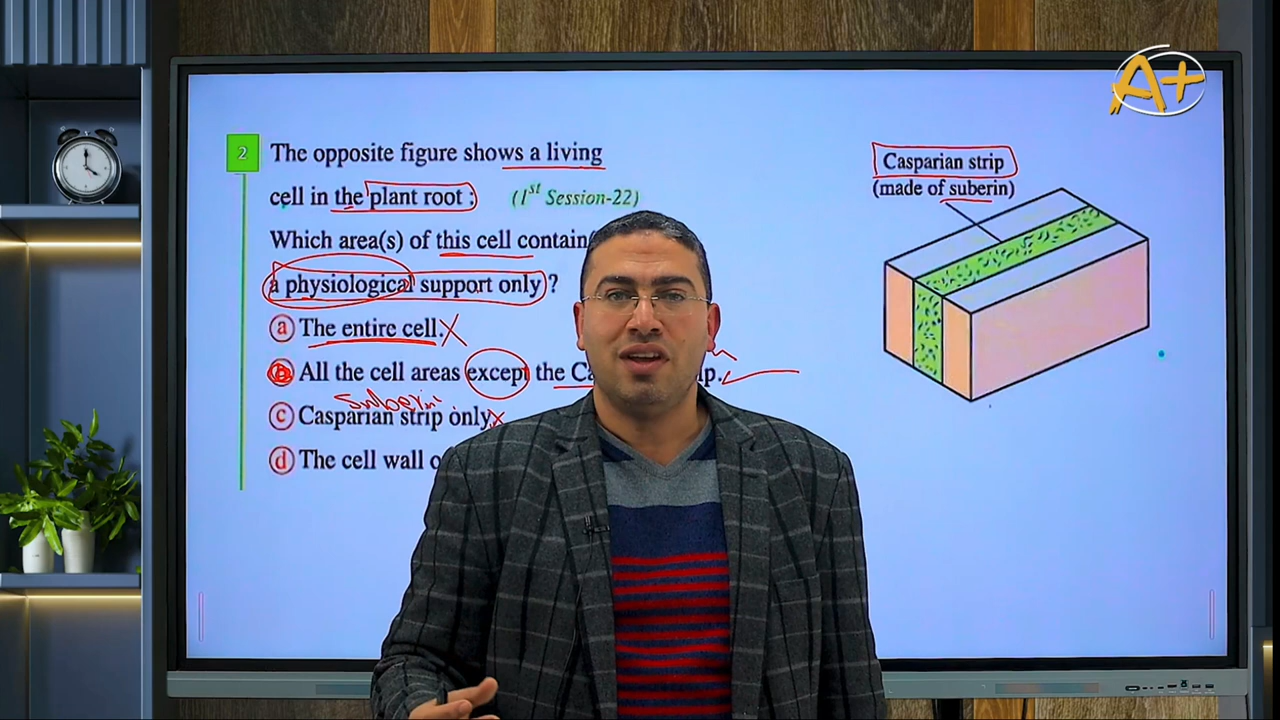 A+
2 The opposite figure shows a living
cell in the plant root : (1st Session-22)
Which area(s) of this cell contain
a physiological support only ?
a The entire cell. X
b All the cell areas except the Ca
suberin
c Casparian strip only. x
d The cell wall o
Casparian strip
(made of suberin)